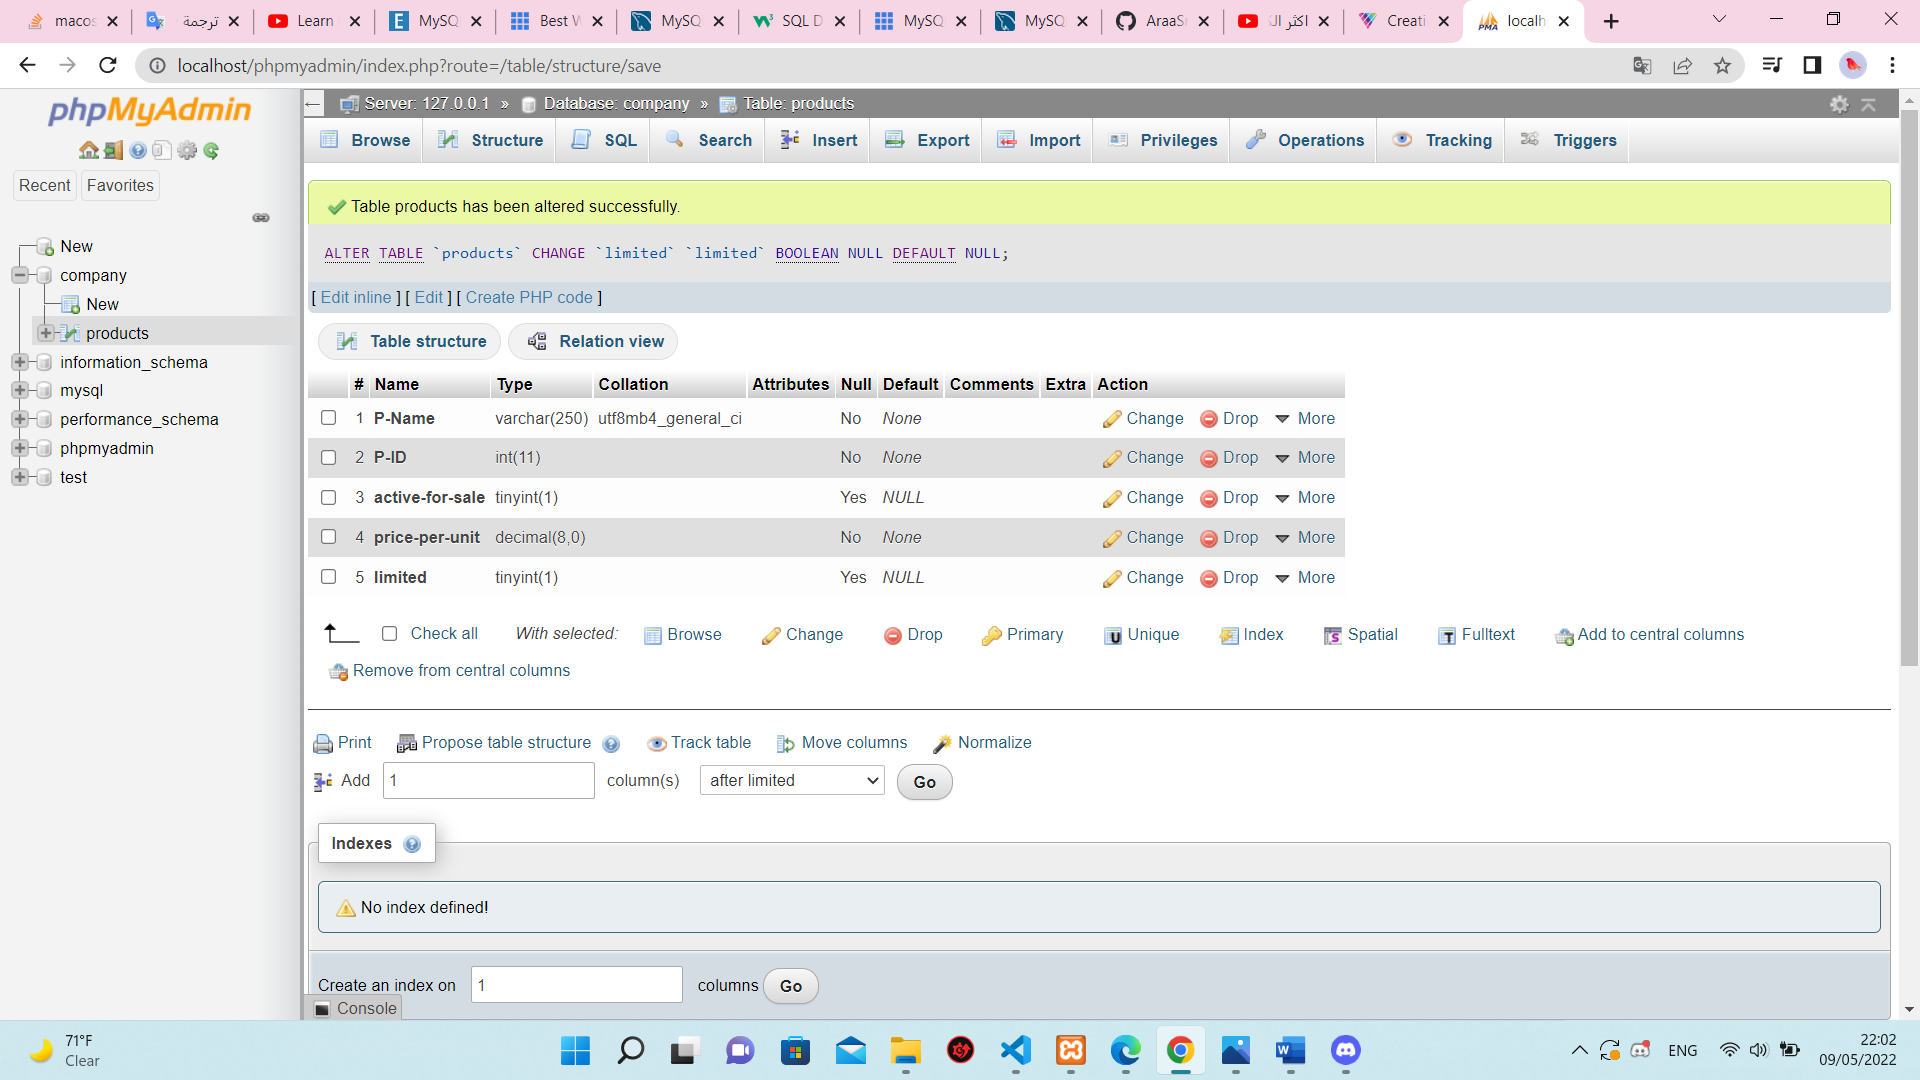 macos
ترجمة
Learn
MySQ
Best W
MySQ
SQL D
MySQ
MySQ
AraaSr
اكثر الـ
Creati
localh
localhost/phpmyadmin/index.php?route=/table/structure/save
phpMyAdmin
Recent Favorites
New
company
New
products
information_schema
mysql
performance_schema
phpmyadmin
test
Server: 127.0.0.1 » Database: company » Table: products
Browse Structure SQL Search Insert Export Import Privileges Operations Tracking Triggers
Table products has been altered successfully.
ALTER TABLE `products` CHANGE `limited` `limited` BOOLEAN NULL DEFAULT NULL;
[ Edit inline ] [ Edit ] [ Create PHP code ]
Table structure Relation view
# Name Type Collation Attributes Null Default Comments Extra Action
1 P-Name varchar(250) utf8mb4_general_ci No None Change Drop More
2 P-ID int(11) No None Change Drop More
3 active-for-sale tinyint(1) Yes NULL Change Drop More
4 price-per-unit decimal(8,0) No None Change Drop More
5 limited tinyint(1) Yes NULL Change Drop More
Check all With selected: Browse Change Drop Primary Unique Index Spatial Fulltext Add to central columns
Remove from central columns
Print Propose table structure Track table Move columns Normalize
Add 1 column(s) after limited Go
Indexes
No index defined!
Create an index on 1 columns Go
Console
71°F
Clear
ENG
22:02
09/05/2022